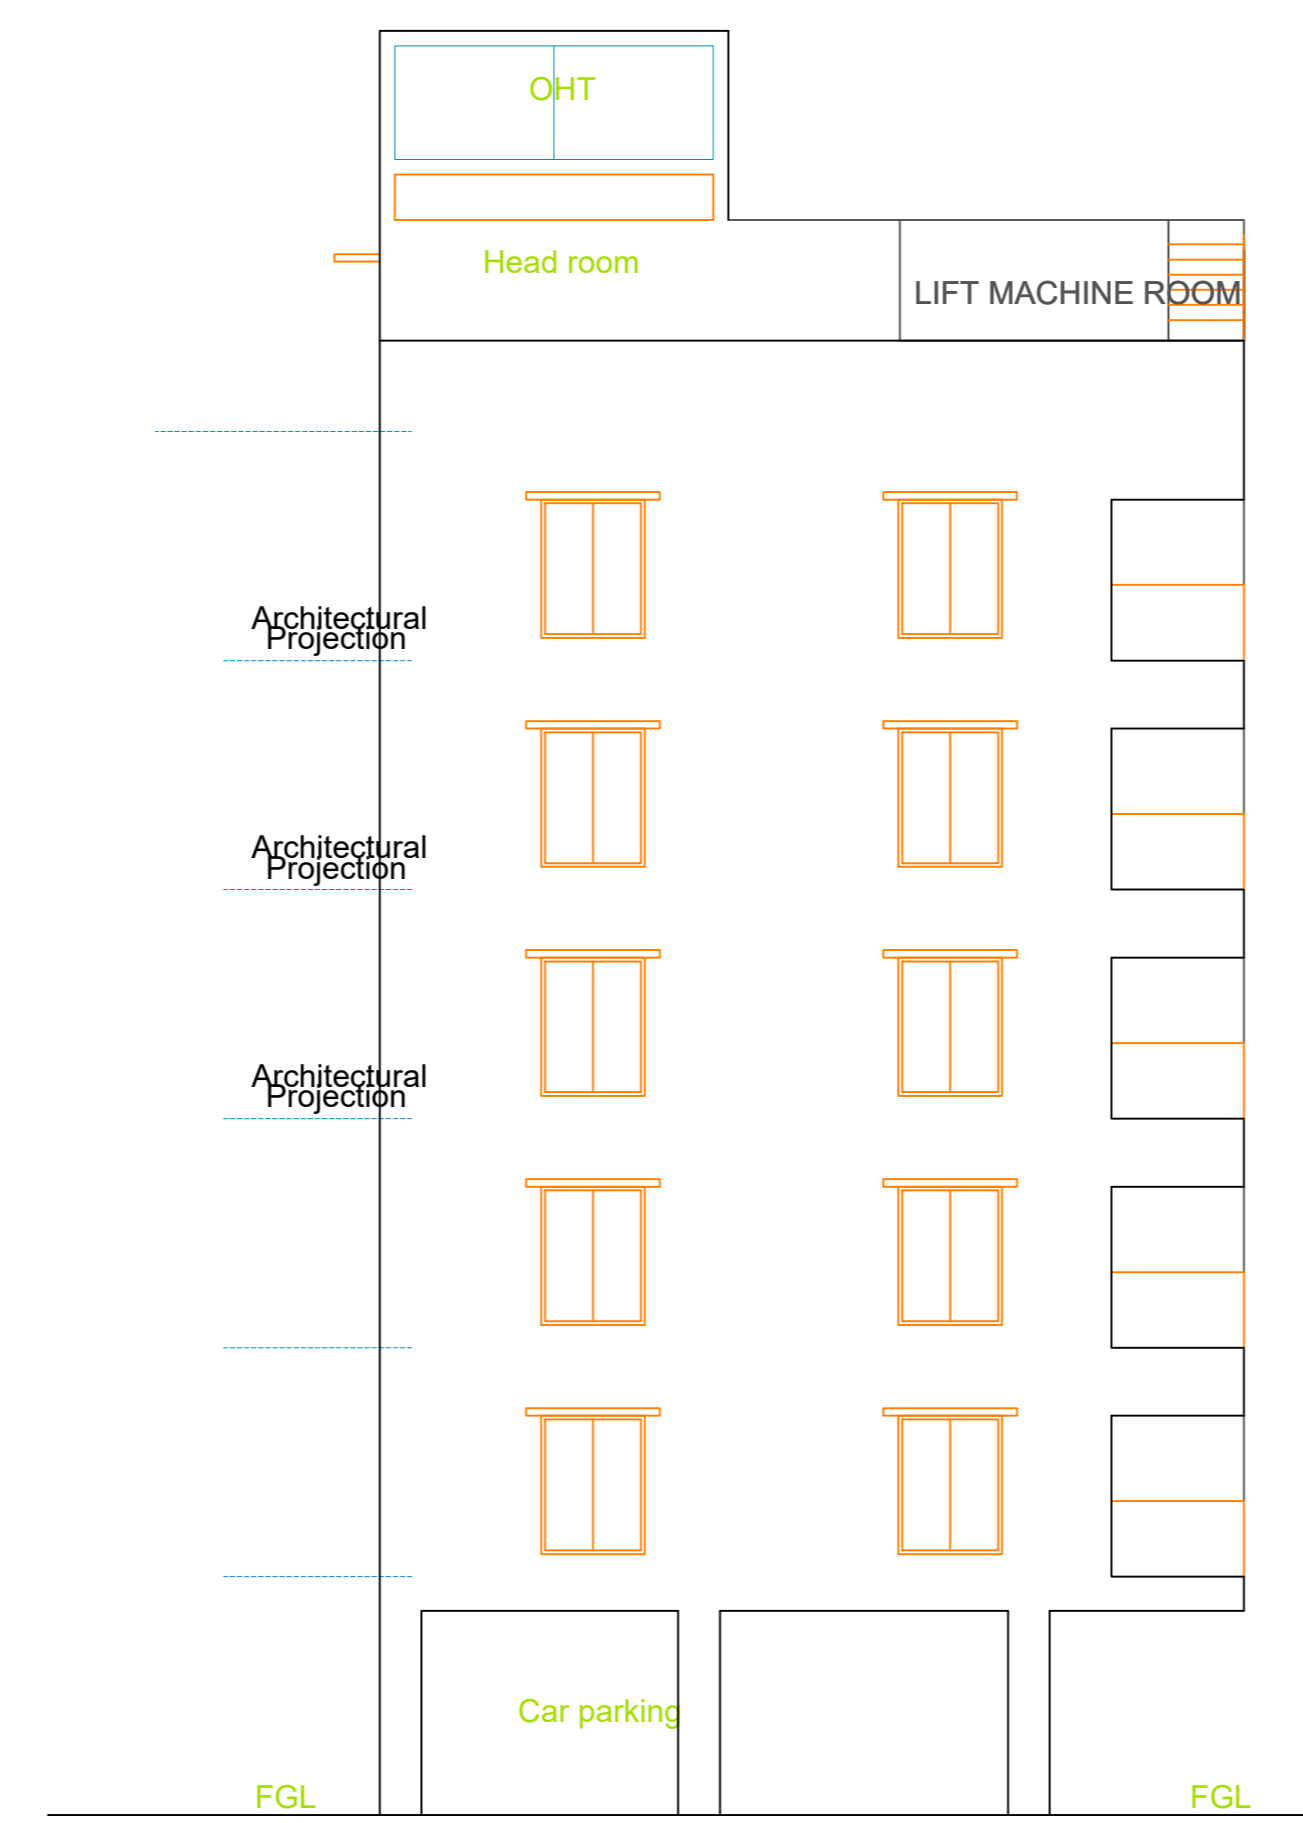 OHT
Head room
LIFT MACHINE ROOM
Architectural
Projection
Architectural
Projection
Architectural
Projection
Car parking
FGL
FGL